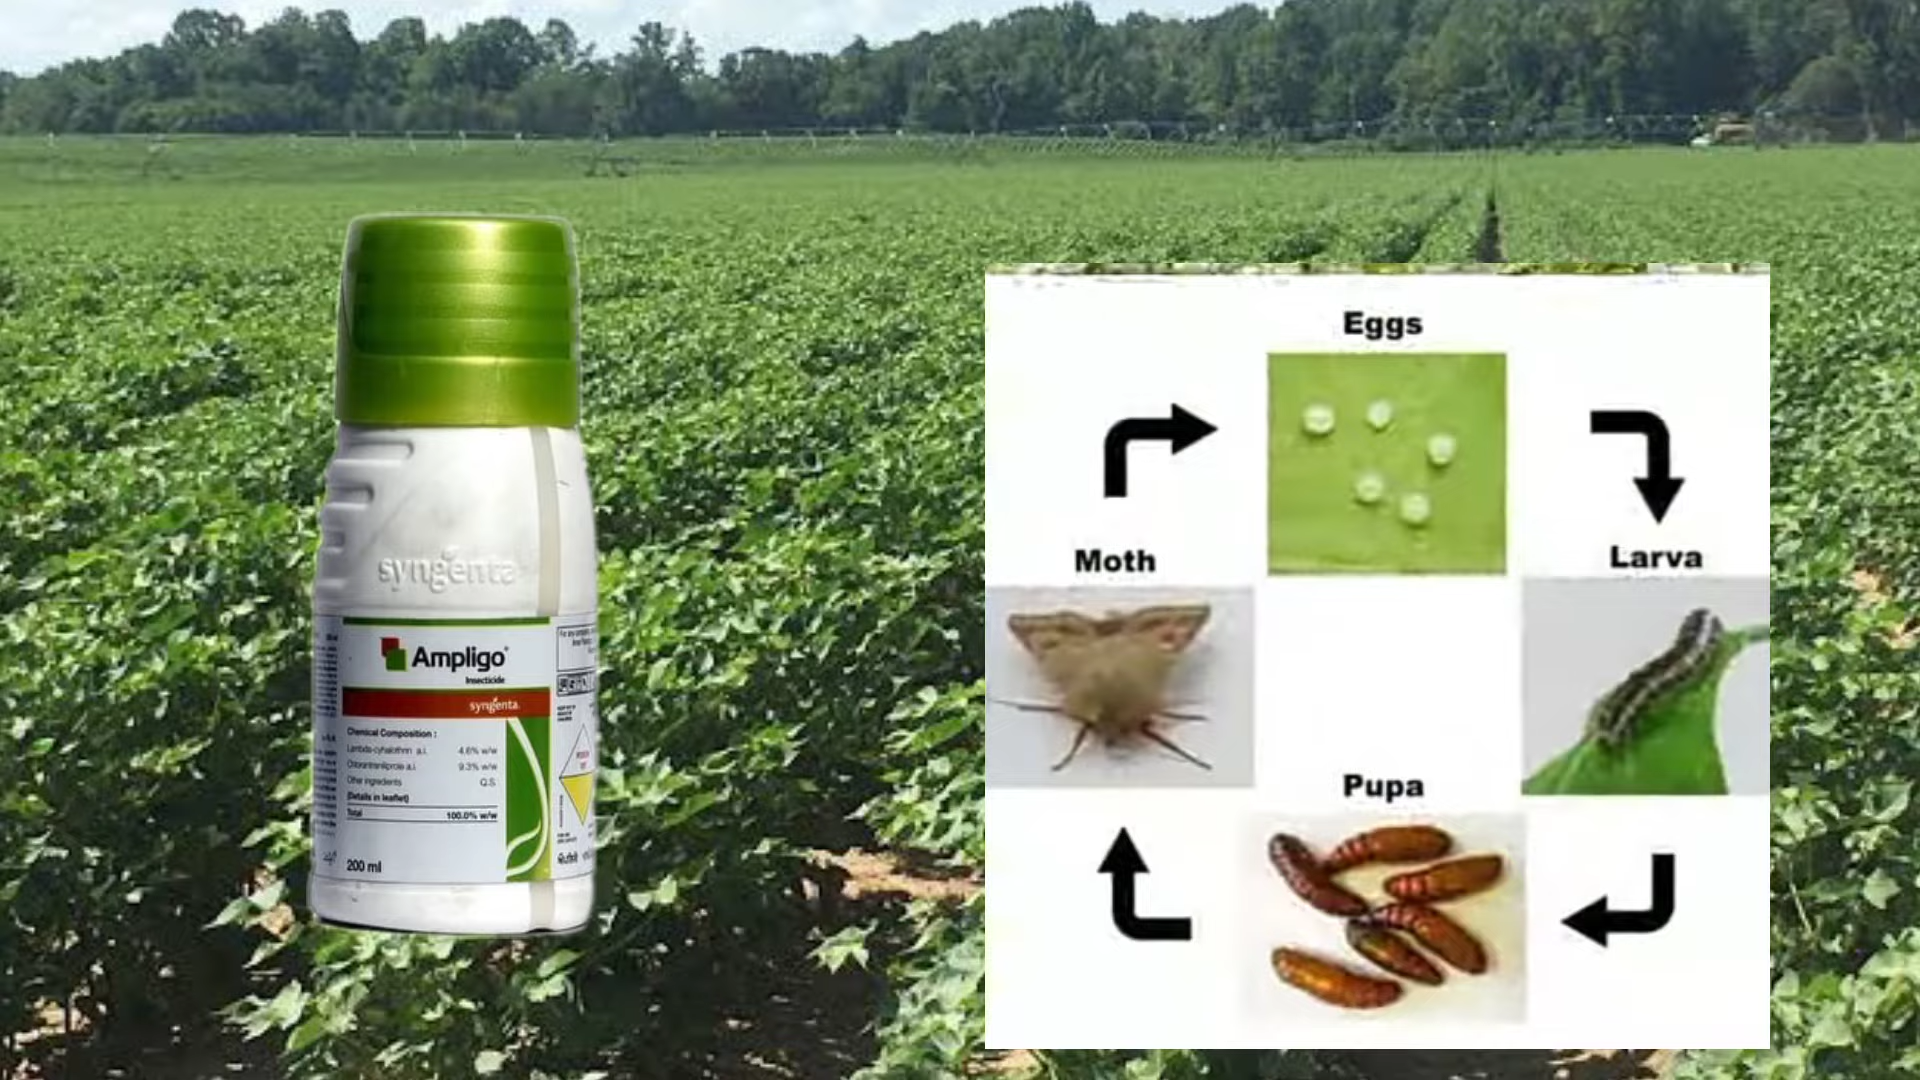 syngenta
Ampligo®
Insecticide
syngenta
Chemical Composition :
Lambda-cyhalothrin a.i. 4.6% w/w
Chlorantraniliprole a.i. 9.3% w/w
Other ingredients Q.S.
(Details in leaflet)
Total 100.0% w/w
200 ml
Eggs
Moth
Larva
Pupa